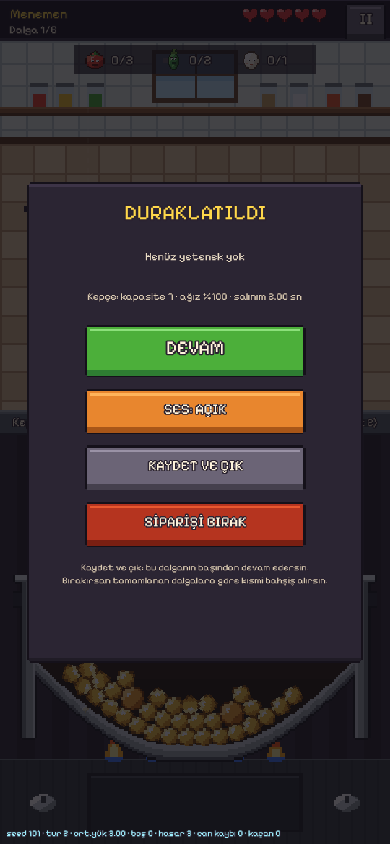 Menemen
Dalga 1/6
II
0/3
0/2
0/1
DURAKLATILDI
Henüz yetenek yok
Kepçe: kapasite 7 · ağız %100 · salınım 3.00 sn
DEVAM
SES: AÇIK
KAYDET VE ÇIK
SİPARİŞİ BIRAK
Kaydet ve çık: bu dalganın başından devam edersin.
Bırakırsan tamamlanan dalgalara göre kısmi bahşiş alırsın.
seed 101 · tur 2 · ort.yük 3.00 · boş 0 · hasar 3 · can kaybı 0 · kaçan 0